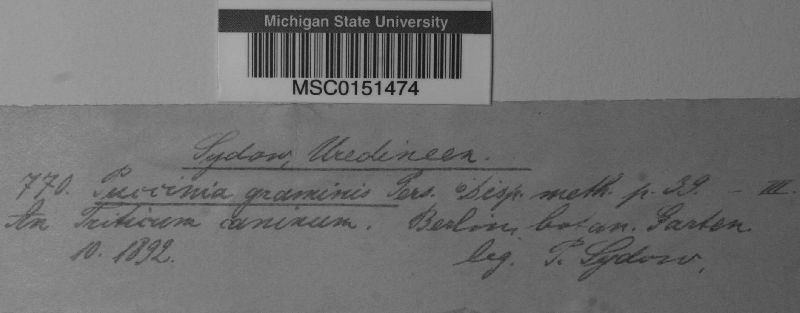 Michigan State University
MSC0151474
Sydow, Uredineen.
770. Puccinia graminis Pers. Disp. meth. p. 39. – III.
An Triticum caninum. Berlin, botan. Garten.
10. 1892. leg. P. Sydow.